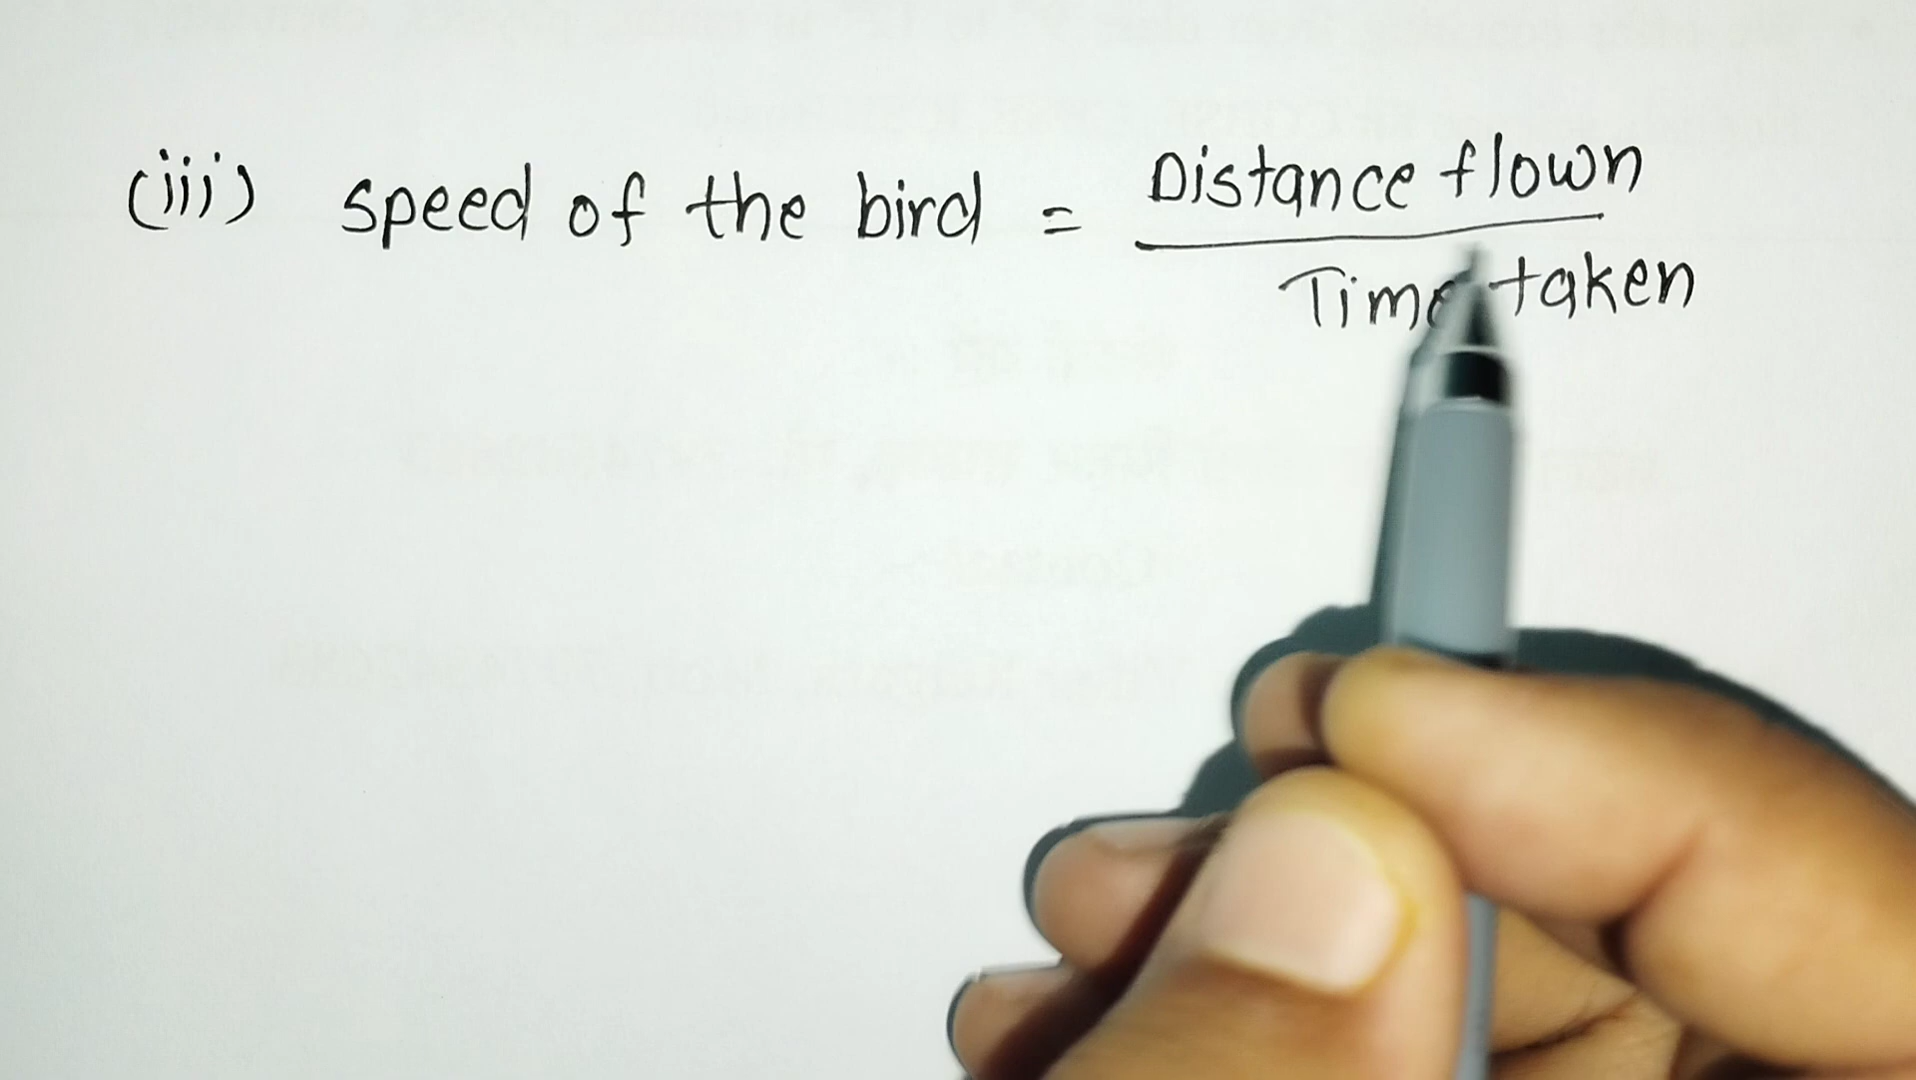 (iii) speed of the bird = Distance flown
Time taken